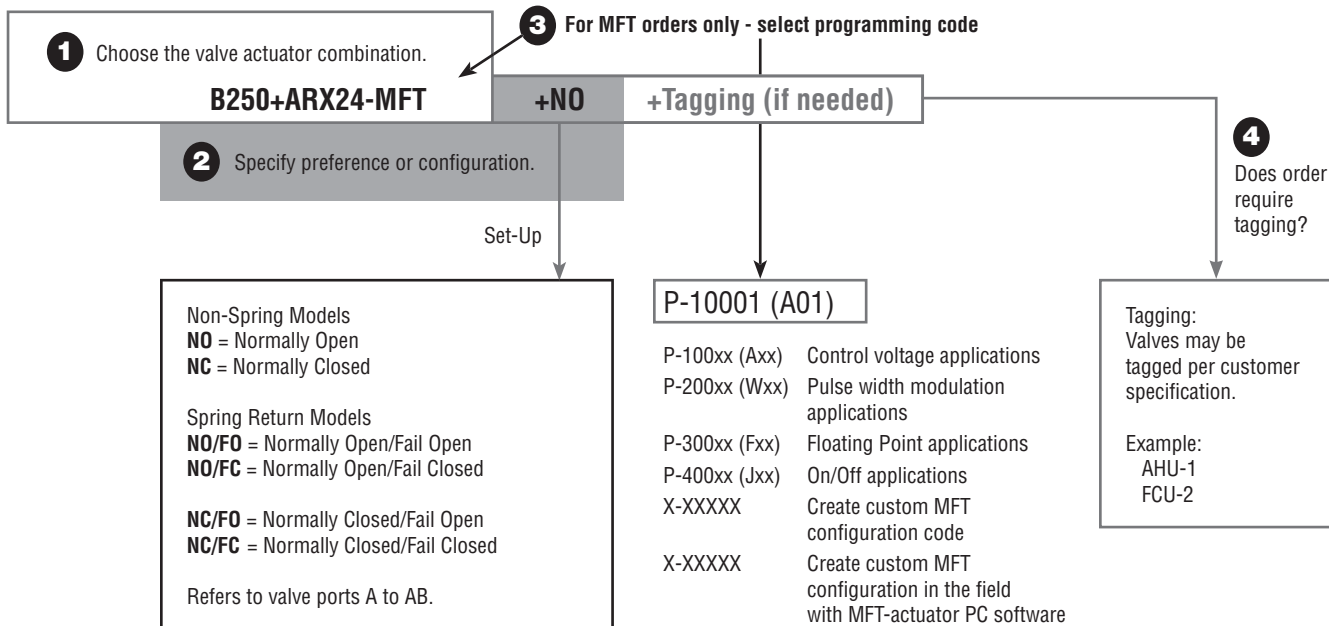 3 For MFT orders only - select programming code
1 Choose the valve actuator combination.
B250+ARX24-MFT +NO +Tagging (if needed)
2 Specify preference or configuration.
4
Does order
require
tagging?
Set-Up
Non-Spring Models
NO = Normally Open
NC = Normally Closed
Spring Return Models
NO/FO = Normally Open/Fail Open
NO/FC = Normally Open/Fail Closed
NC/FO = Normally Closed/Fail Open
NC/FC = Normally Closed/Fail Closed
Refers to valve ports A to AB.
P-10001 (A01)
P-100xx (Axx) Control voltage applications
P-200xx (Wxx) Pulse width modulation
applications
P-300xx (Fxx) Floating Point applications
P-400xx (Jxx) On/Off applications
X-XXXXX Create custom MFT
configuration code
X-XXXXX Create custom MFT
configuration in the field
with MFT-actuator PC software
Tagging:
Valves may be
tagged per customer
specification.
Example:
AHU-1
FCU-2